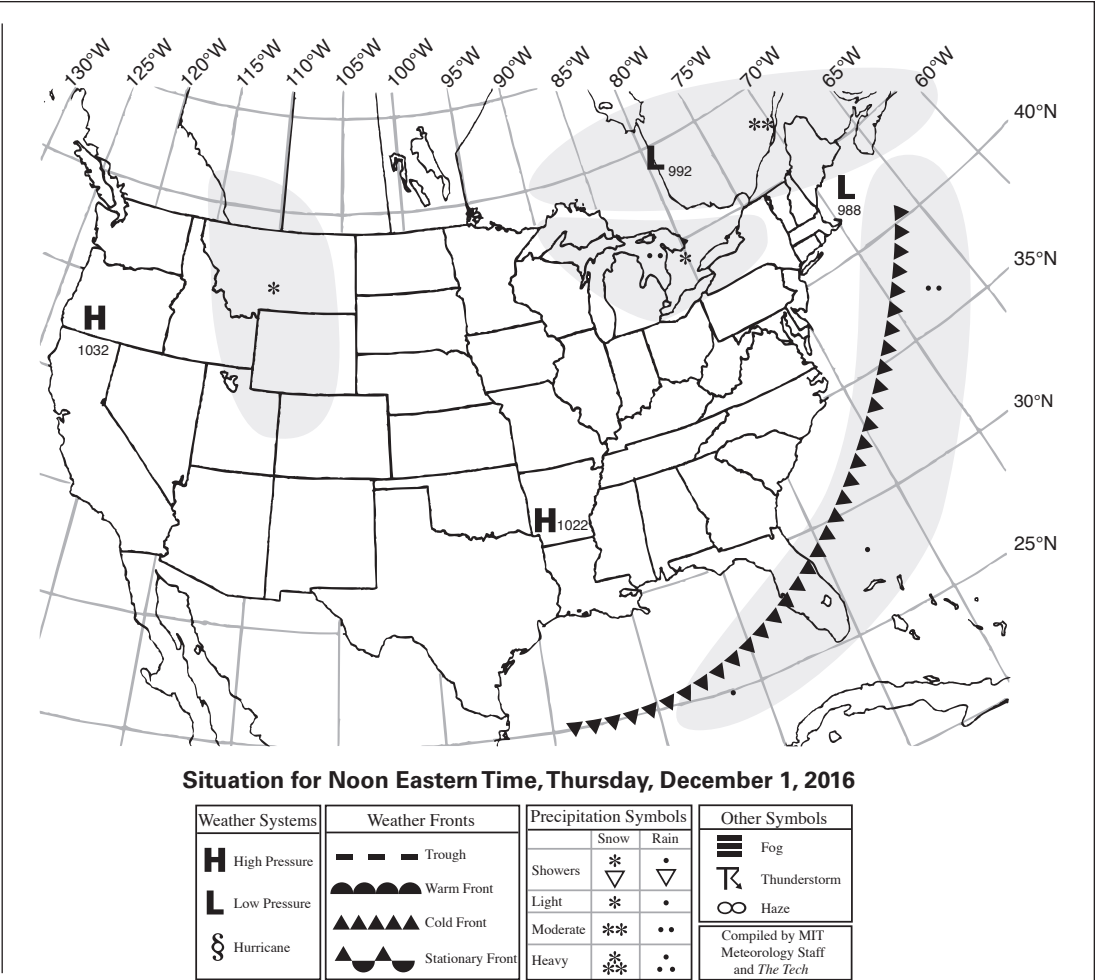 130°W 125°W 120°W 115°W 110°W 105°W 100°W 95°W 90°W 85°W 80°W 75°W 70°W 65°W 60°W
40°N
35°N
30°N
25°N
L 992
L
988
H
1032
H 1022
Situation for Noon Eastern Time, Thursday, December 1, 2016
Weather Systems
H High Pressure
L Low Pressure
§ Hurricane
Weather Fronts
Trough
Warm Front
Cold Front
Stationary Front
Precipitation Symbols
Snow Rain
Showers
Light
Moderate
Heavy
Other Symbols
Fog
Thunderstorm
Haze
Compiled by MIT
Meteorology Staff
and The Tech